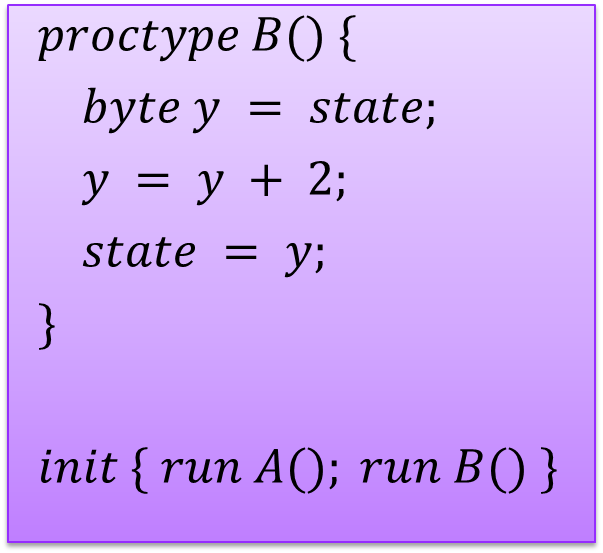 proctype B() {
byte y = state;
y = y + 2;
state = y;
}
init { run A(); run B() }